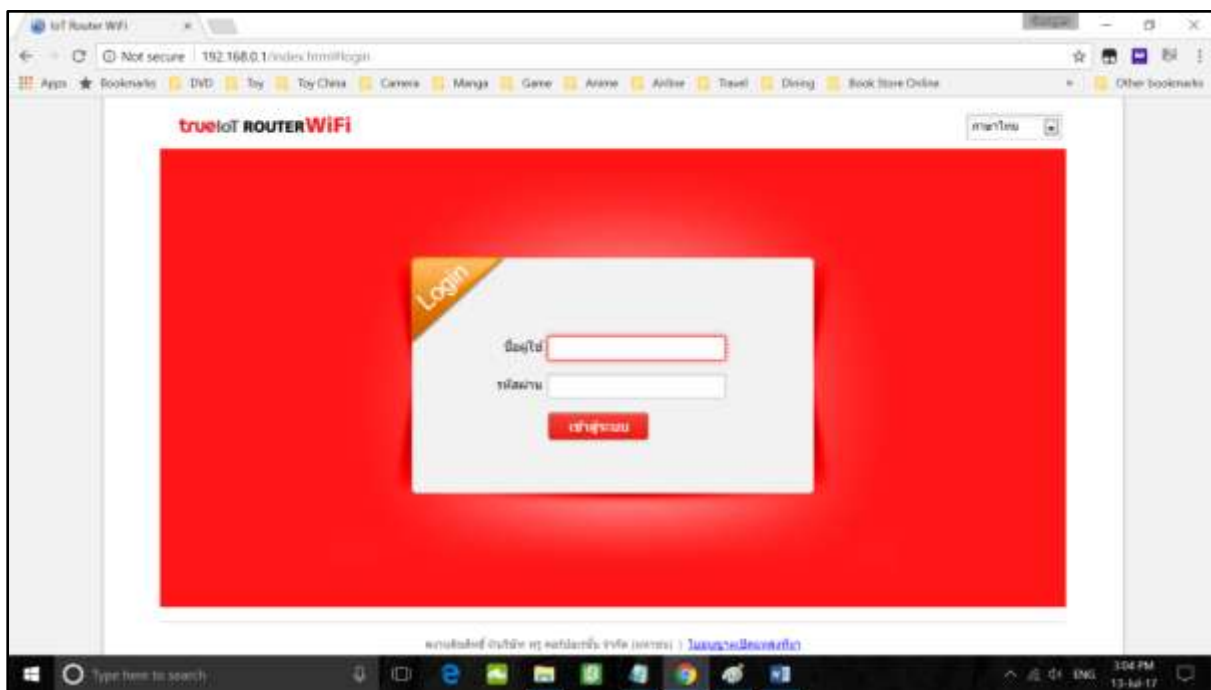 IoT Router WiFi
Not secure 192.168.0.1/index.html#login
Apps Bookmarks DVD Toy Toy China Camera Manga Game Anime Airline Travel Dining Book Store Online Other bookmarks
trueIoT ROUTERWiFi ภาษาไทย
Login
ชื่อผู้ใช้
รหัสผ่าน
เข้าสู่ระบบ
Type here to search ENG 3:04 PM
13-Jul-17